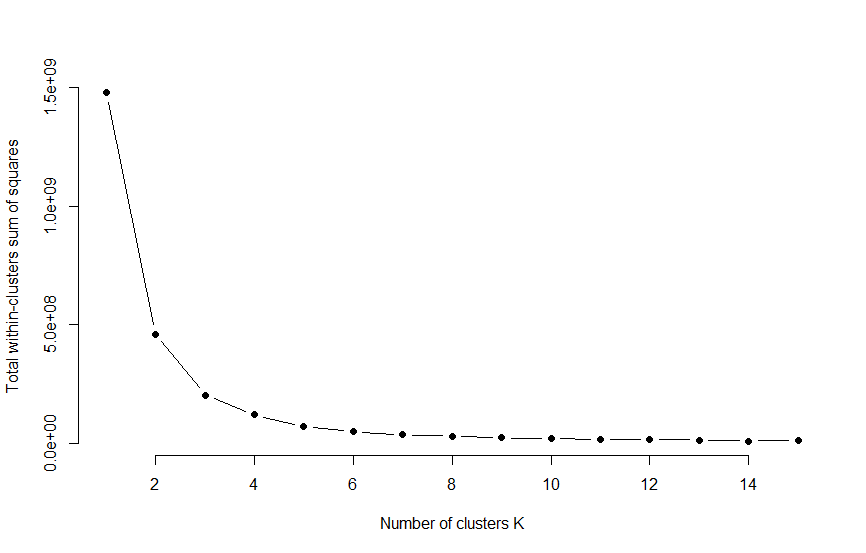 Total within-clusters sum of squares
1.5e+09
1.0e+09
5.0e+08
0.0e+00
2 4 6 8 10 12 14
Number of clusters K